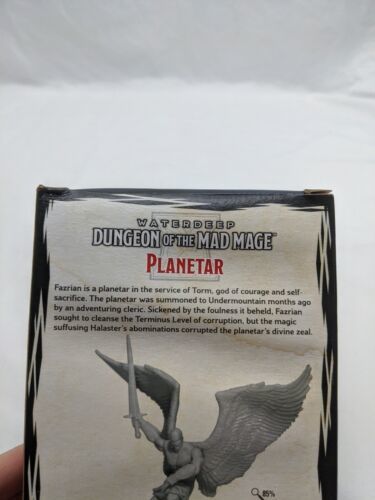 WATERDEEP
DUNGEON OF THE MAD MAGE™
PLANETAR
Fazrian is a planetar in the service of Torm, god of courage and self-
sacrifice. The planetar was summoned to Undermountain months ago
by an adventuring cleric. Sickened by the foulness it beheld, Fazrian
sought to cleanse the Terminus Level of corruption, but the magic
suffusing Halaster's abominations corrupted the planetar's divine zeal.
85%